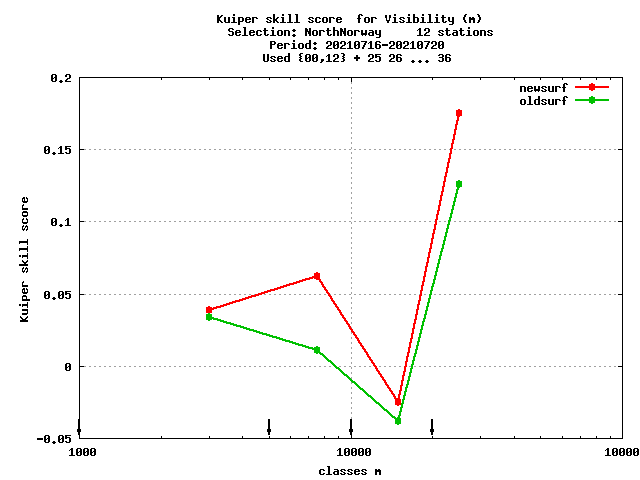 Kuiper skill score for Visibility (m)
Selection: NorthNorway 12 stations
Period: 20210716-20210720
Used {00,12} + 25 26 ... 36
newsurf
oldsurf
0.2
0.15
0.1
0.05
0
-0.05
Kuiper skill score
1000
10000
10000
classes m